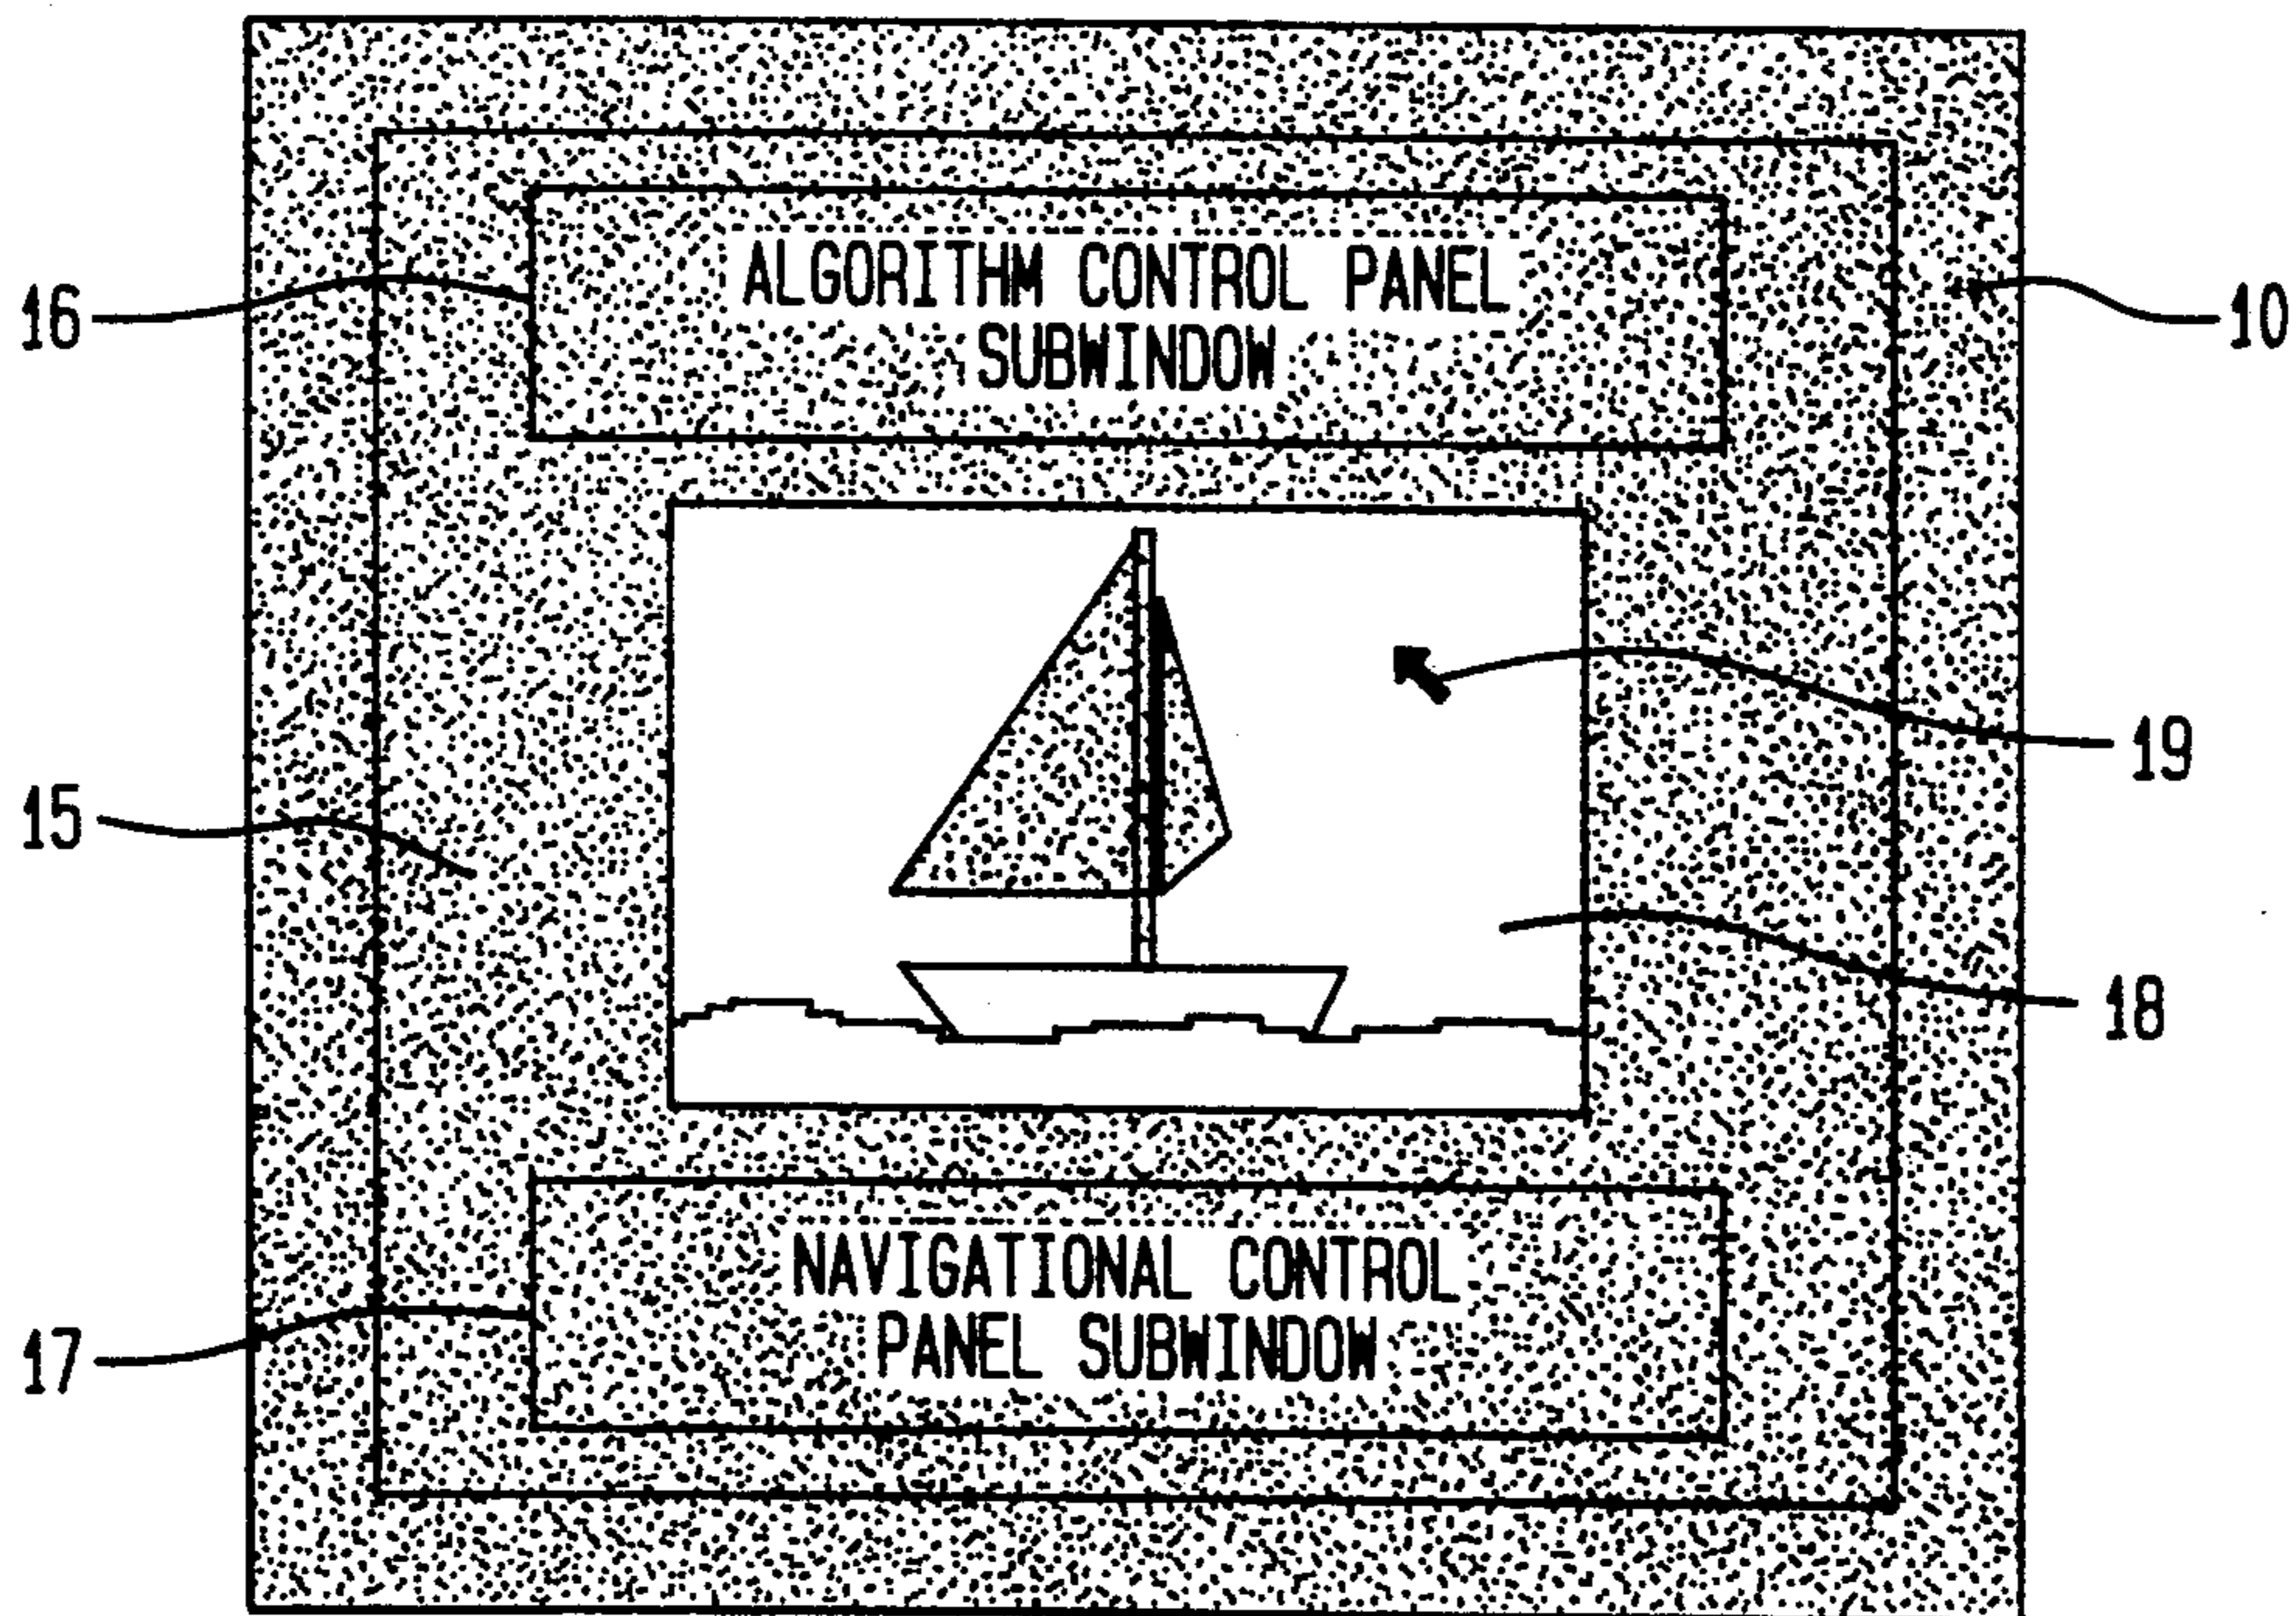 ALGORITHM CONTROL PANEL
SUBWINDOW
16
10
19
15
18
NAVIGATIONAL CONTROL
PANEL SUBWINDOW
17